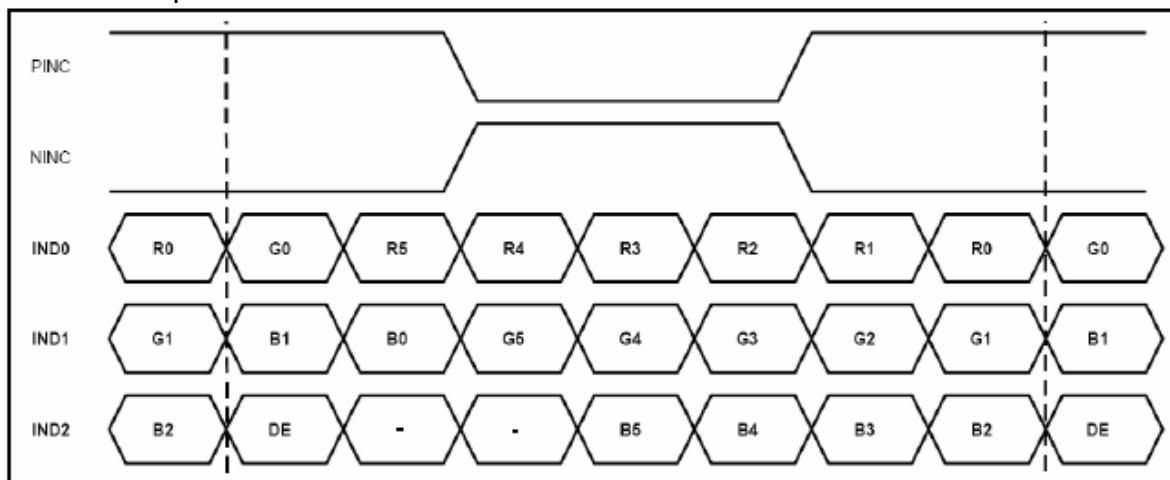 PINC
NINC
IND0 R0 G0 R5 R4 R3 R2 R1 R0 G0
IND1 G1 B1 B0 G5 G4 G3 G2 G1 B1
IND2 B2 DE - - B5 B4 B3 B2 DE